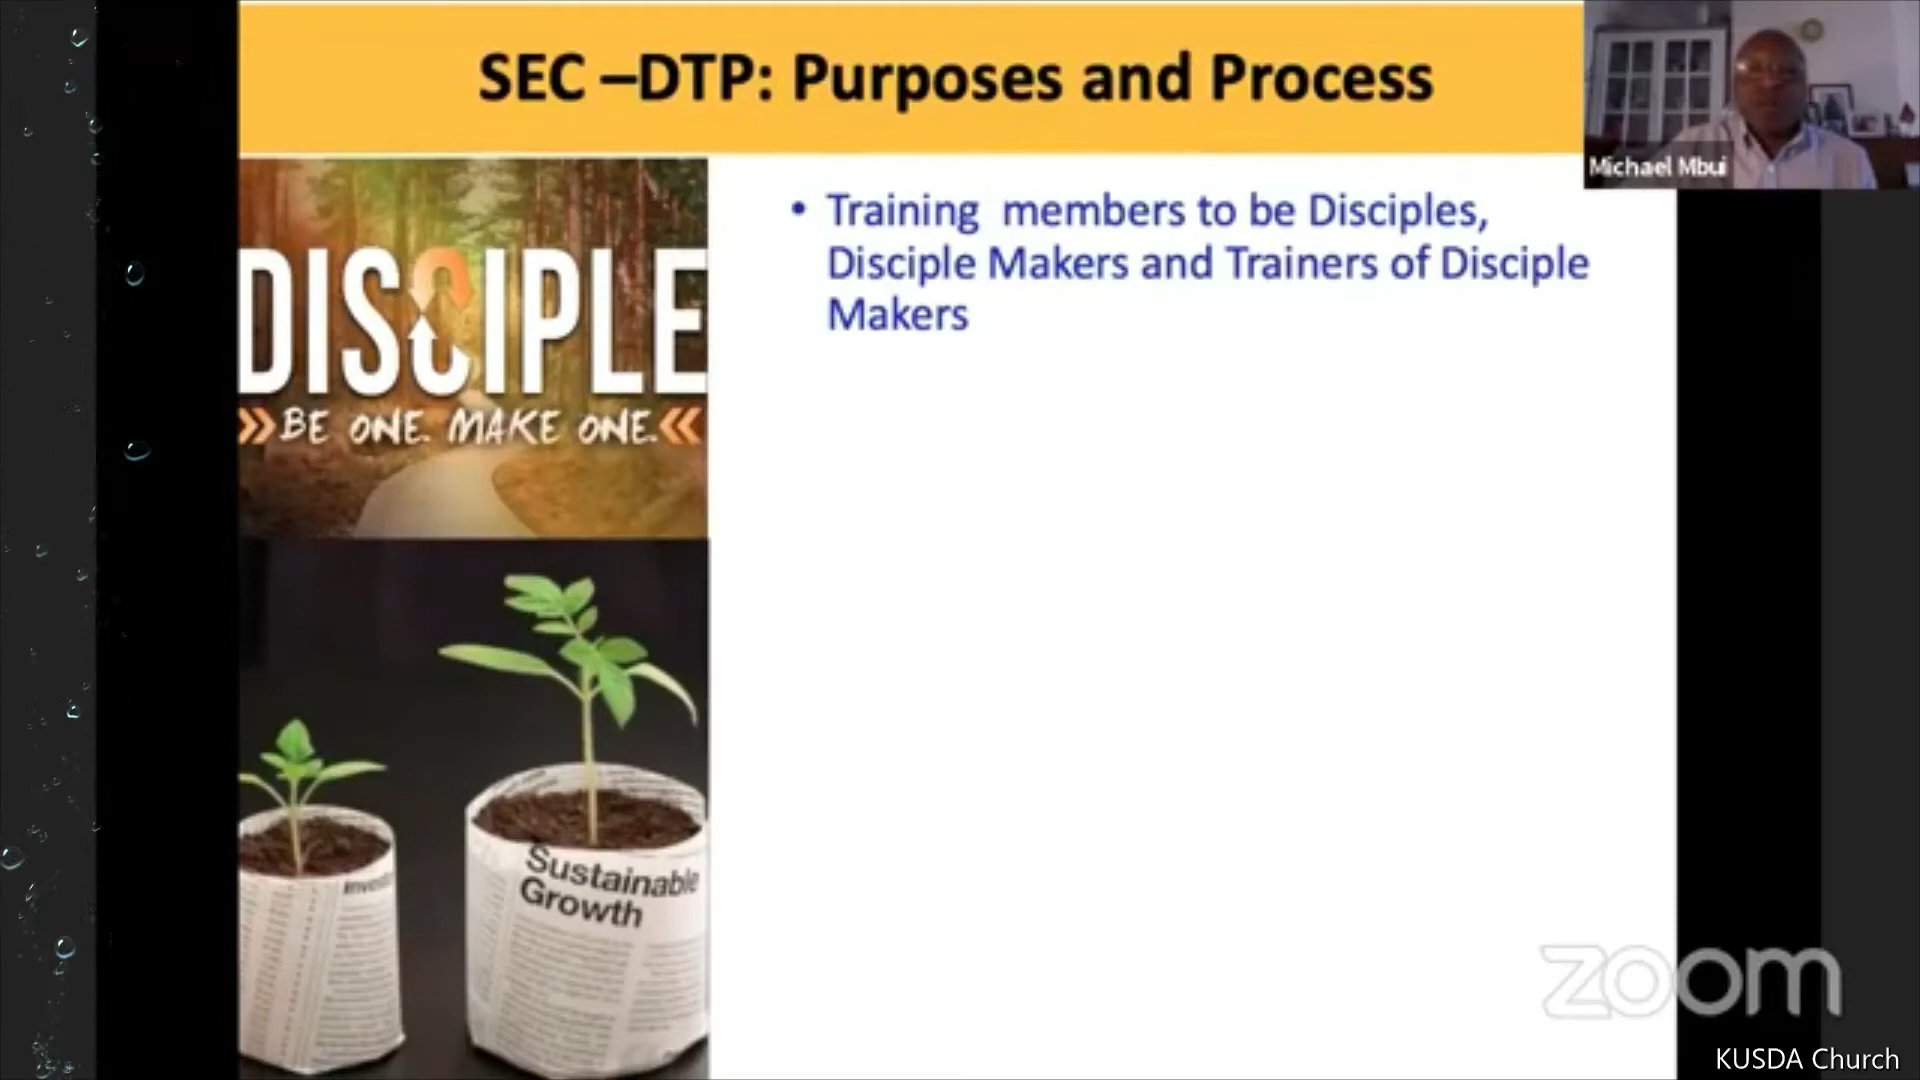 SEC –DTP: Purposes and Process
Michael Mbui
DISCIPLE
BE ONE. MAKE ONE.
• Training members to be Disciples,
Disciple Makers and Trainers of Disciple
Makers
Sustainable
Growth
zoom
KUSDA Church